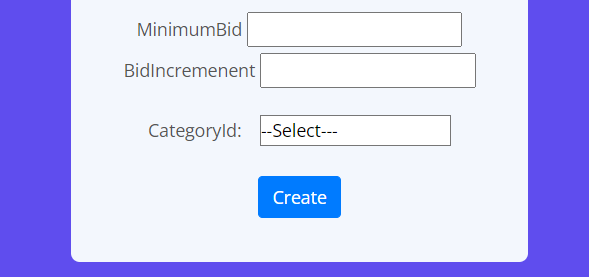 MinimumBid
BidIncremenent
CategoryId: --Select---
Create